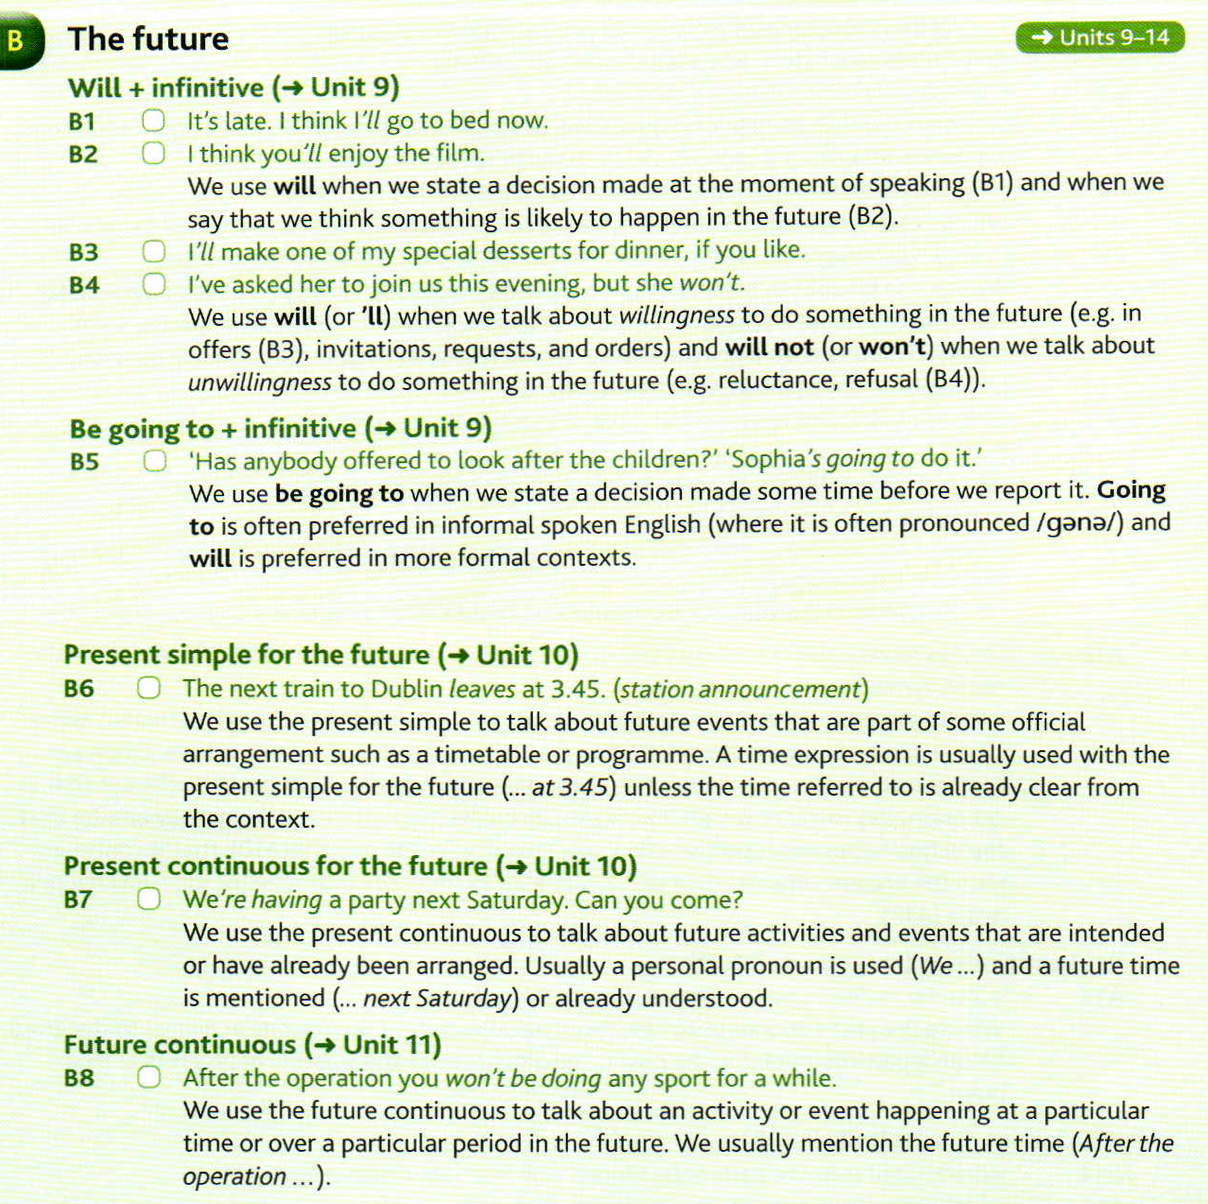 B The future → Units 9–14
Will + infinitive (→ Unit 9)
B1 It's late. I think I'll go to bed now.
B2 I think you'll enjoy the film.
We use will when we state a decision made at the moment of speaking (B1) and when we
say that we think something is likely to happen in the future (B2).
B3 I'll make one of my special desserts for dinner, if you like.
B4 I've asked her to join us this evening, but she won't.
We use will (or 'll) when we talk about willingness to do something in the future (e.g. in
offers (B3), invitations, requests, and orders) and will not (or won't) when we talk about
unwillingness to do something in the future (e.g. reluctance, refusal (B4)).
Be going to + infinitive (→ Unit 9)
B5 'Has anybody offered to look after the children?' 'Sophia's going to do it.'
We use be going to when we state a decision made some time before we report it. Going
to is often preferred in informal spoken English (where it is often pronounced /gənə/) and
will is preferred in more formal contexts.
Present simple for the future (→ Unit 10)
B6 The next train to Dublin leaves at 3.45. (station announcement)
We use the present simple to talk about future events that are part of some official
arrangement such as a timetable or programme. A time expression is usually used with the
present simple for the future (... at 3.45) unless the time referred to is already clear from
the context.
Present continuous for the future (→ Unit 10)
B7 We're having a party next Saturday. Can you come?
We use the present continuous to talk about future activities and events that are intended
or have already been arranged. Usually a personal pronoun is used (We ...) and a future time
is mentioned (... next Saturday) or already understood.
Future continuous (→ Unit 11)
B8 After the operation you won't be doing any sport for a while.
We use the future continuous to talk about an activity or event happening at a particular
time or over a particular period in the future. We usually mention the future time (After the
operation ...).